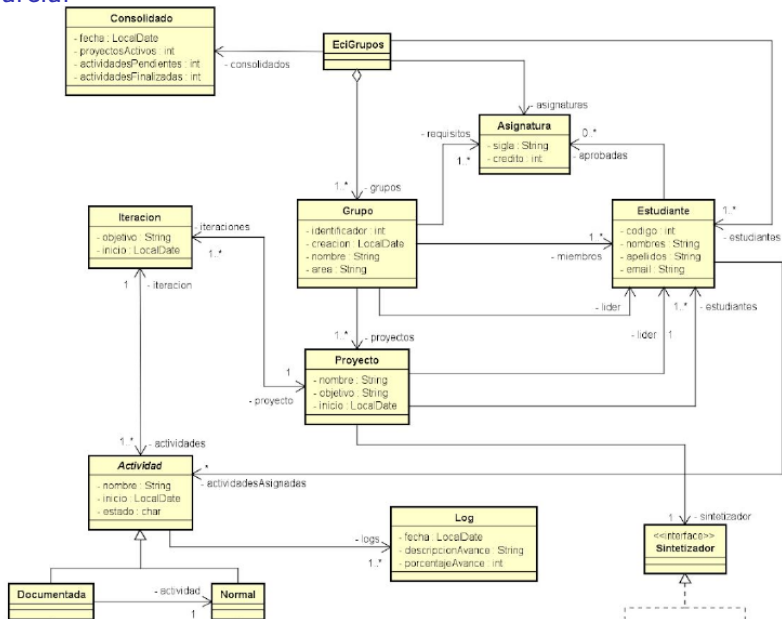 Consolidado
- fecha : LocalDate
- proyectosActivos : int
- actividadesPendientes : int
- actividadesFinalizadas : int
EciGrupos
- consolidados
- asignaturas
Asignatura
- sigla : String
- credito : int
- requisitos
1..*
0..*
- aprobadas
1..*
- grupos
Grupo
- identificador : int
- creacion : LocalDate
- nombre : String
- area : String
Estudiante
- codigo : int
- nombres : String
- apellidos : String
- email : String
1..*
- estudiantes
1..*
- miembros
Iteracion
- objetivo : String
- inicio : LocalDate
- iteraciones
1..*
1
- iteracion
- lider
1..*
- estudiantes
- lider
1
1..*
- proyectos
Proyecto
- nombre : String
- objetivo : String
- inicio : LocalDate
1
- proyecto
1..*
- actividades
Actividad
- nombre : String
- inicio : LocalDate
- estado : char
*
- actividadesAsignadas
Log
- fecha : LocalDate
- descripcionAvance : String
- porcentajeAvance : int
- logs
1..*
1
- sintetizador
<<interface>>
Sintetizador
Documentada
- actividad
1
Normal